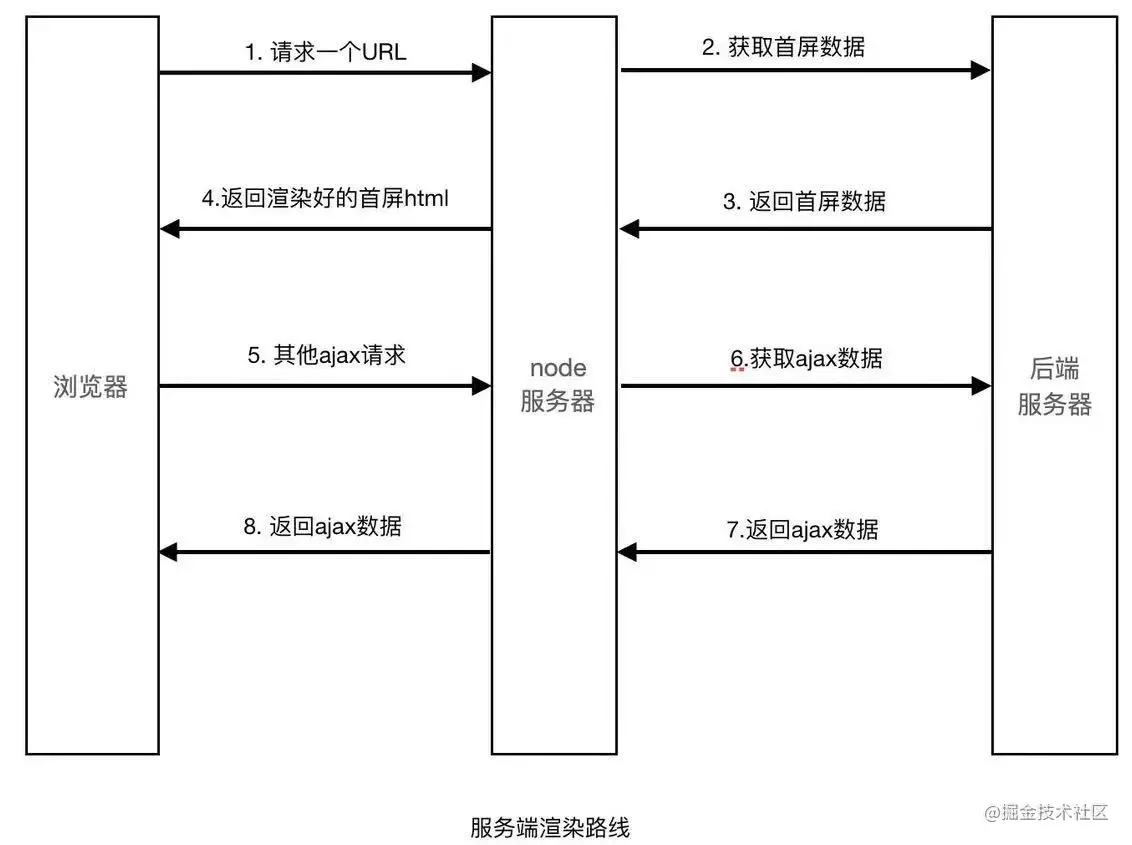 1. 请求一个URL
2. 获取首屏数据
4.返回渲染好的首屏html
3. 返回首屏数据
5. 其他ajax请求
6.获取ajax数据
浏览器
node
服务器
后端
服务器
8. 返回ajax数据
7.返回ajax数据
@掘金技术社区
服务端渲染路线